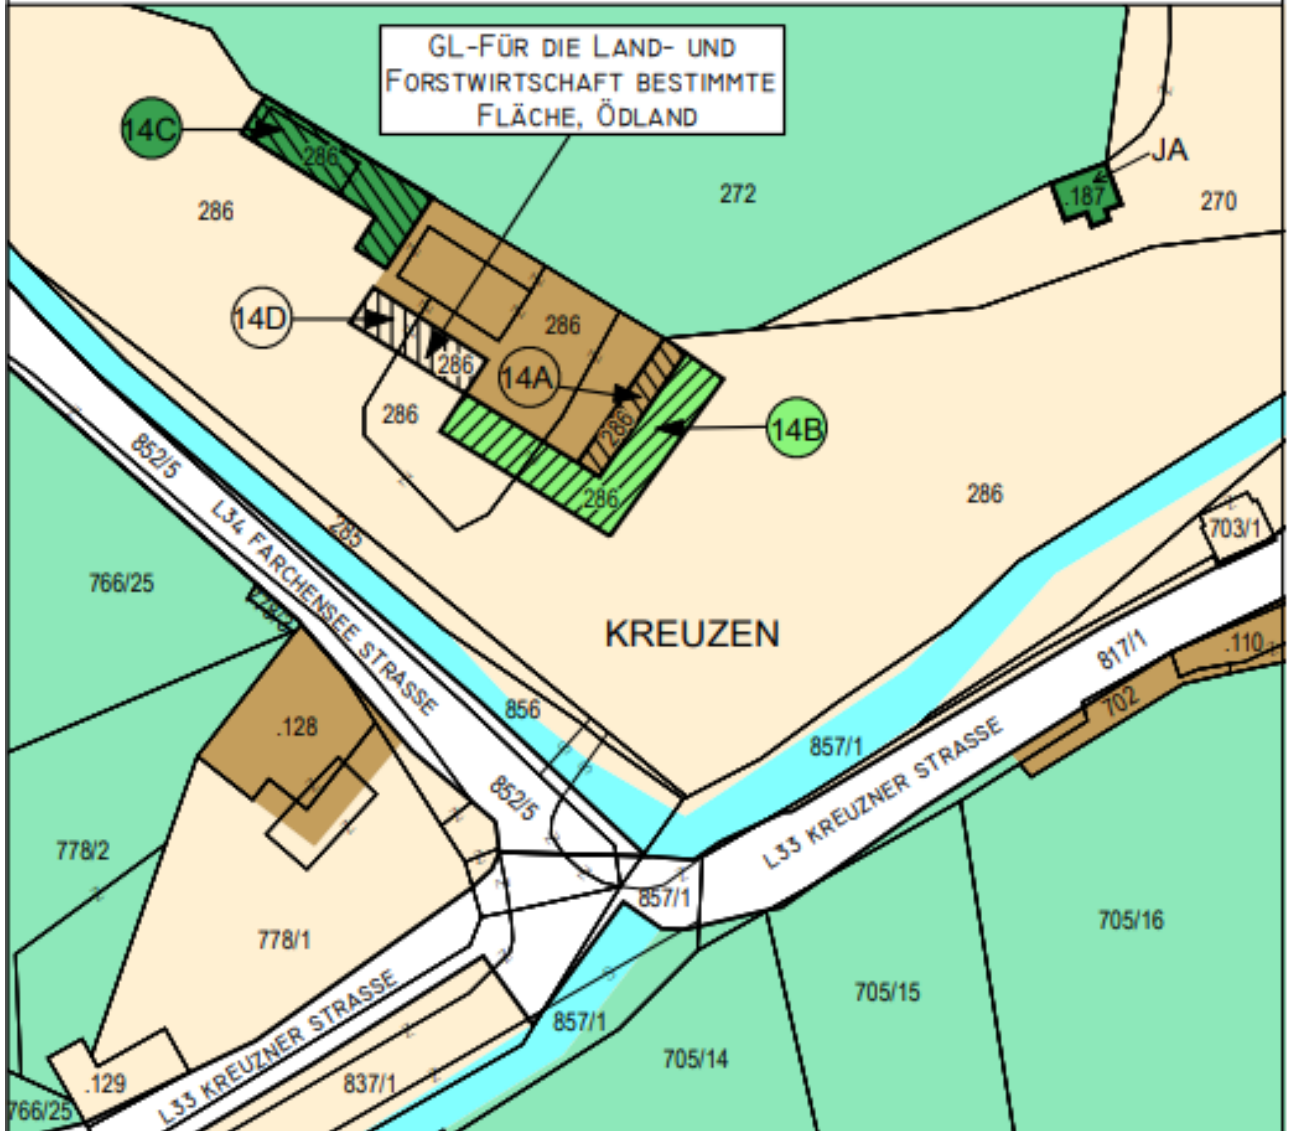 GL-FÜR DIE LAND- UND
FORSTWIRTSCHAFT BESTIMMTE
FLÄCHE, ÖDLAND
14C
286
JA
.187
272
270
286
14D
286
286
14A
286
286
14B
286
286
852/5
L34 FARCHENSEE STRASSE
285
703/1
766/25
KREUZEN
817/1
.110
702
856
.128
857/1
852/5
L33 KREUZNER STRASSE
778/2
857/1
778/1
705/16
705/15
857/1
705/14
L33 KREUZNER STRASSE
837/1
.129
766/25